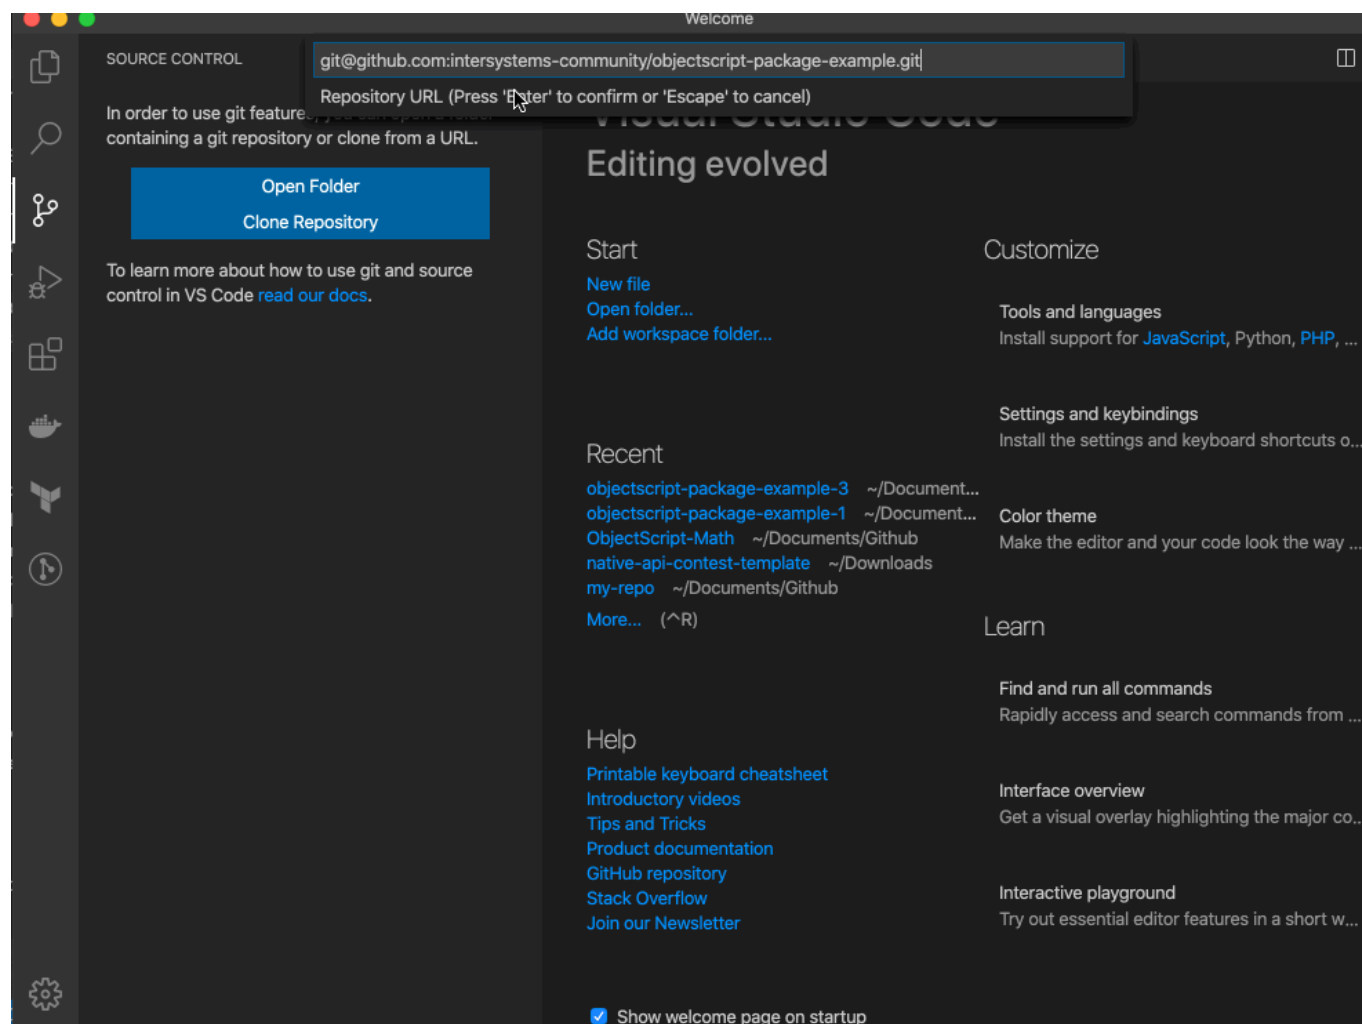 Welcome
SOURCE CONTROL
git@github.com:intersystems-community/objectscript-package-example.git
Repository URL (Press 'Enter' to confirm or 'Escape' to cancel)
In order to use git features, you can open a folder
containing a git repository or clone from a URL.
Open Folder
Clone Repository
To learn more about how to use git and source
control in VS Code read our docs.
Visual Studio Code
Editing evolved
Start
New file
Open folder...
Add workspace folder...
Recent
objectscript-package-example-3 ~/Document...
objectscript-package-example-1 ~/Document...
ObjectScript-Math ~/Documents/Github
native-api-contest-template ~/Downloads
my-repo ~/Documents/Github
More... (^R)
Help
Printable keyboard cheatsheet
Introductory videos
Tips and Tricks
Product documentation
GitHub repository
Stack Overflow
Join our Newsletter
Customize
Tools and languages
Install support for JavaScript, Python, PHP, ...
Settings and keybindings
Install the settings and keyboard shortcuts o...
Color theme
Make the editor and your code look the way ...
Learn
Find and run all commands
Rapidly access and search commands from ...
Interface overview
Get a visual overlay highlighting the major co...
Interactive playground
Try out essential editor features in a short w...
Show welcome page on startup